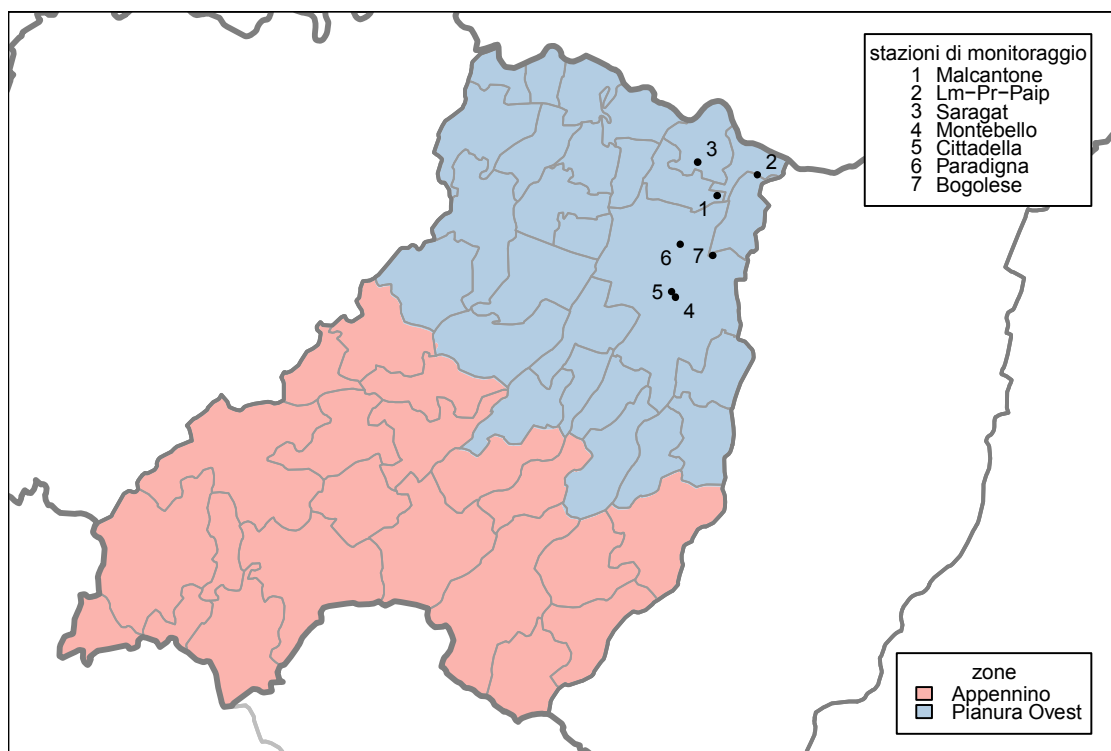 stazioni di monitoraggio
1 Malcantone
2 Lm−Pr−Paip
3 Saragat
4 Montebello
5 Cittadella
6 Paradigna
7 Bogolese
3
2
1
6
7
5
4
zone
Appennino
Pianura Ovest